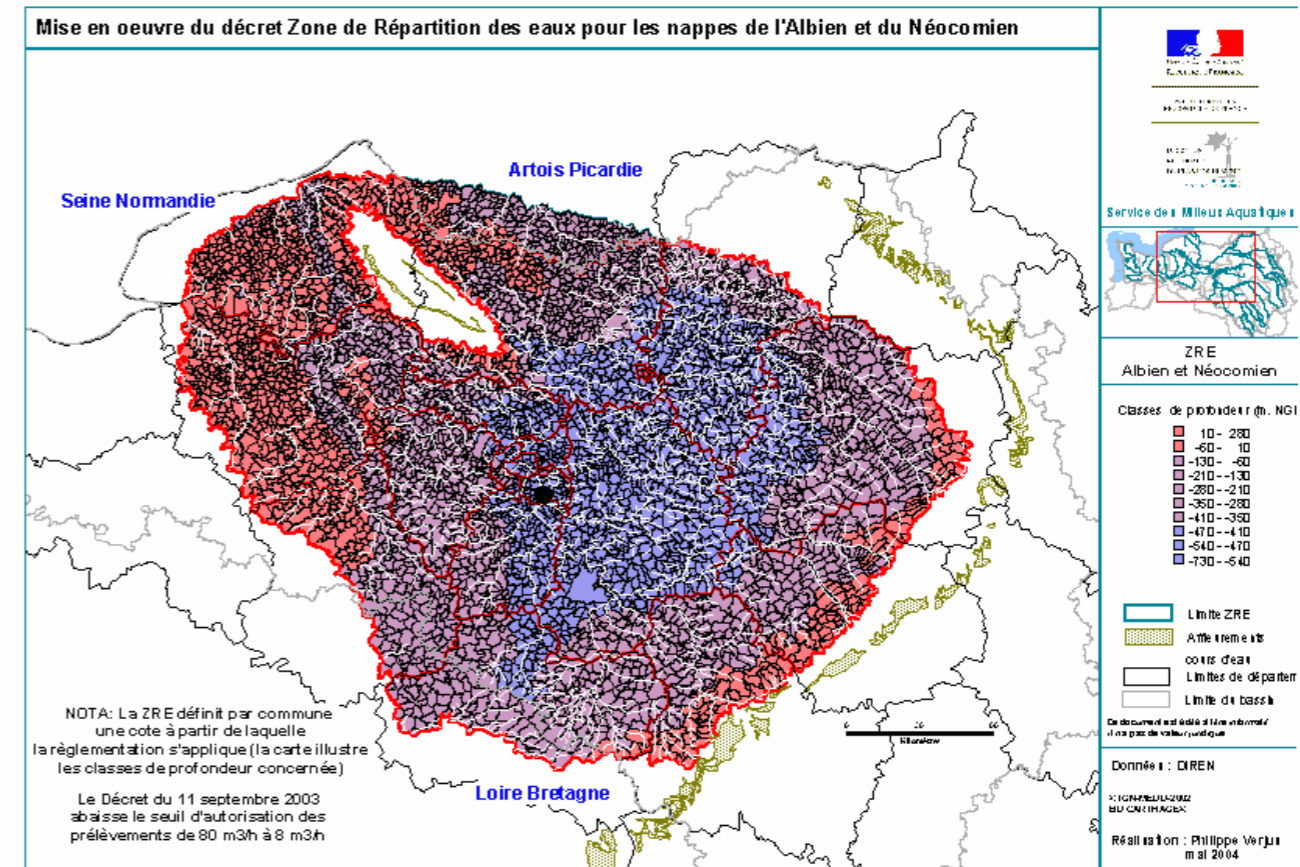 Mise en oeuvre du décret Zone de Répartition des eaux pour les nappes de l'Albien et du Néocomien
Artois Picardie
Seine Normandie
Loire Bretagne
NOTA: La ZRE définit par commune
une cote à partir de laquelle
la règlementation s'applique (la carte illustre
les classes de profondeur concernée)
Le Décret du 11 septembre 2003
abaisse le seuil d'autorisation des
prélèvements de 80 m3/h à 8 m3/h
Service des Milieux Aquatiques
ZRE
Albien et Néocomien
Classes de profondeur (m. NGF
10 - 280
-60 - 10
-130 - -60
-210 - -130
-280 - -210
-350 - -280
-410 - -350
-470 - -410
-540 - -470
-730 - -540
Limite ZRE
Affleurements
cours d'eau
Limites de départem
Limite du bassin
0
60
Kilomètres
Donnée : DIREN
Réalisation : Philippe Verjus
mai 2004